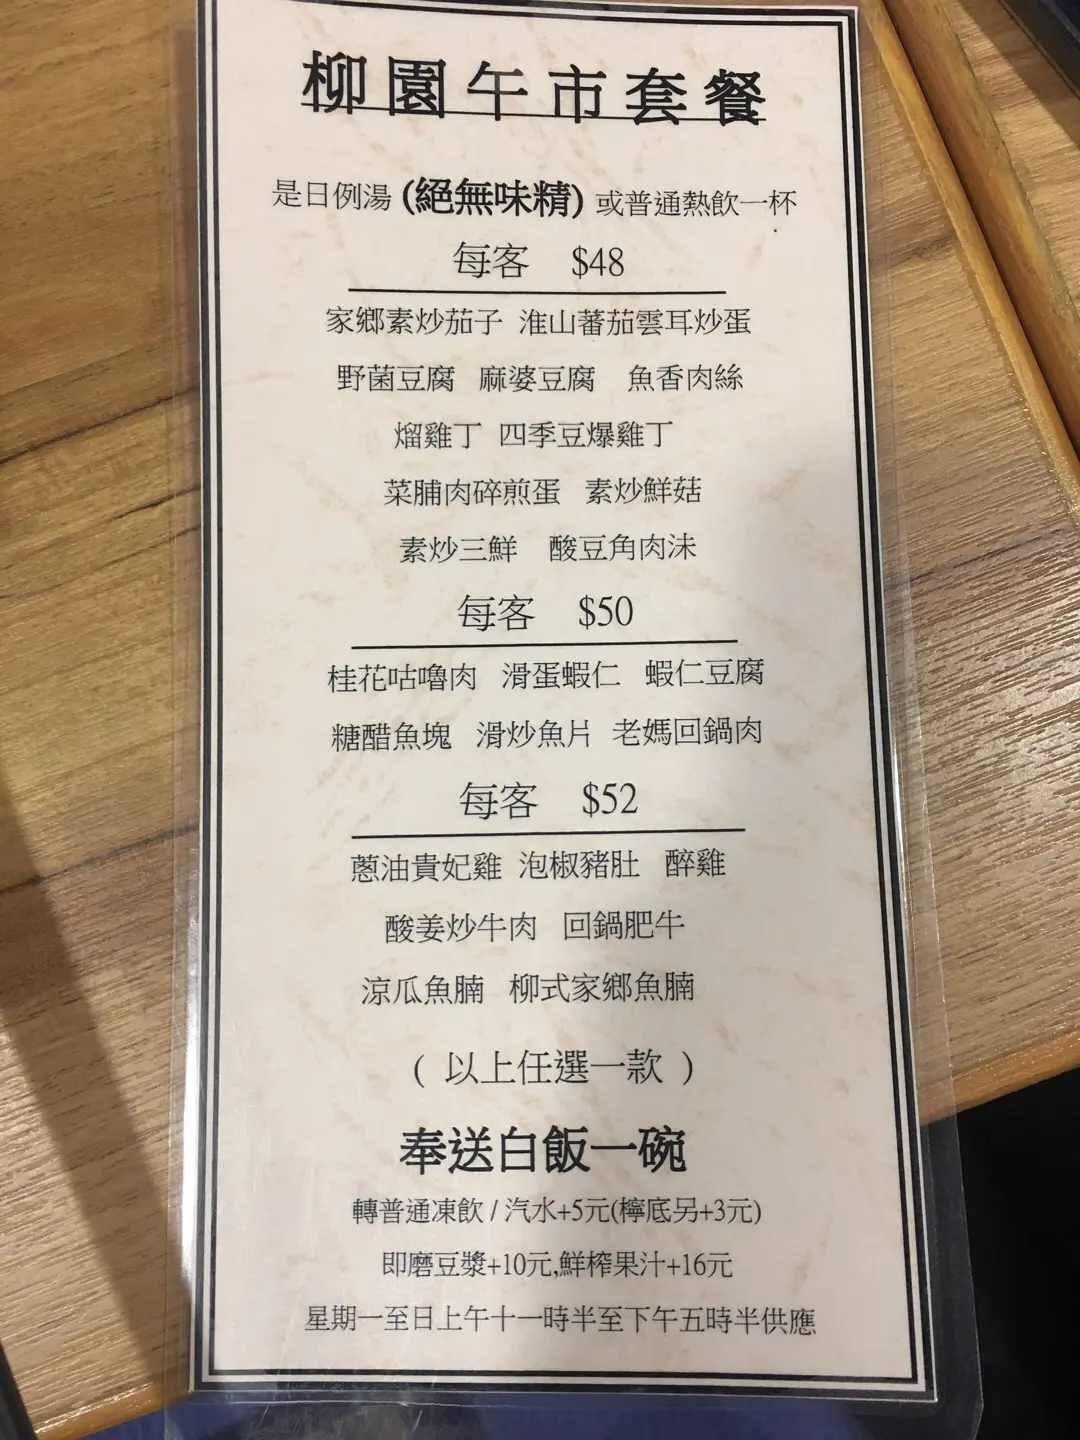 柳園午市套餐
是日例湯(絕無味精)或普通熱飲一杯
每客 $48
家鄉素炒茄子 淮山蕃茄雲耳炒蛋
野菌豆腐 麻婆豆腐 魚香肉絲
熘雞丁 四季豆爆雞丁
菜脯肉碎煎蛋 素炒鮮菇
素炒三鮮 酸豆角肉沬
每客 $50
桂花咕嚕肉 滑蛋蝦仁 蝦仁豆腐
糖醋魚塊 滑炒魚片 老媽回鍋肉
每客 $52
蔥油貴妃雞 泡椒豬肚 醉雞
酸姜炒牛肉 回鍋肥牛
涼瓜魚腩 柳式家鄉魚腩
( 以上任選一款 )
奉送白飯一碗
轉普通凍飲 / 汽水+5元(檸底另+3元)
即磨豆漿+10元,鮮榨果汁+16元
星期一至日上午十一時半至下午五時半供應